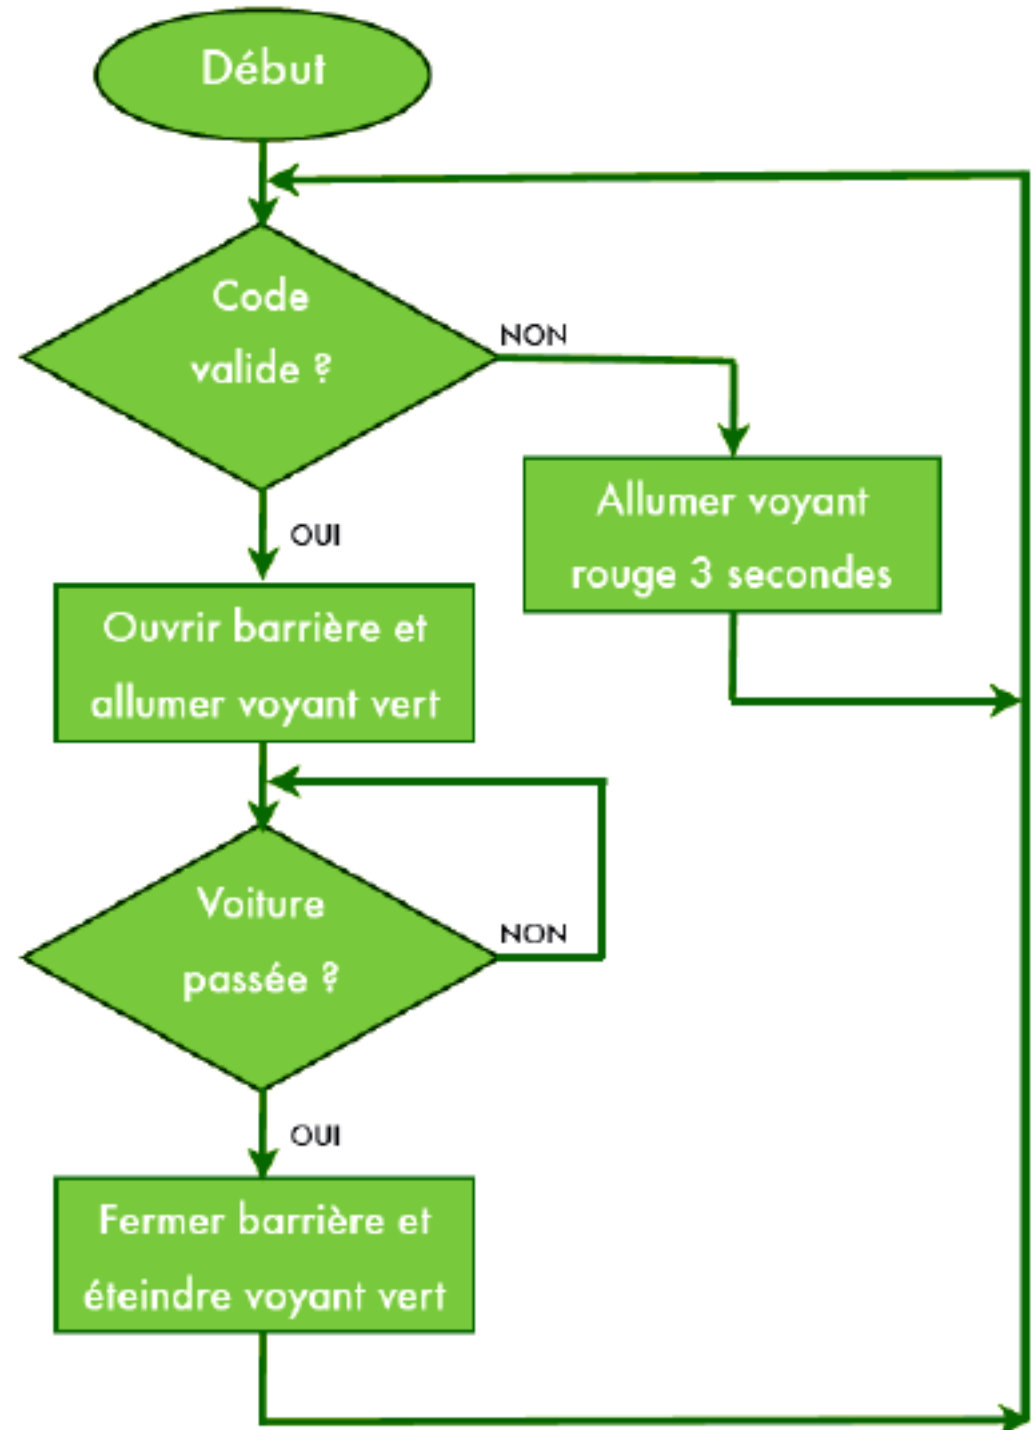 Début
Code
valide ?
NON
OUI
Allumer voyant
rouge 3 secondes
Ouvrir barrière et
allumer voyant vert
Voiture
passée ?
NON
OUI
Fermer barrière et
éteindre voyant vert